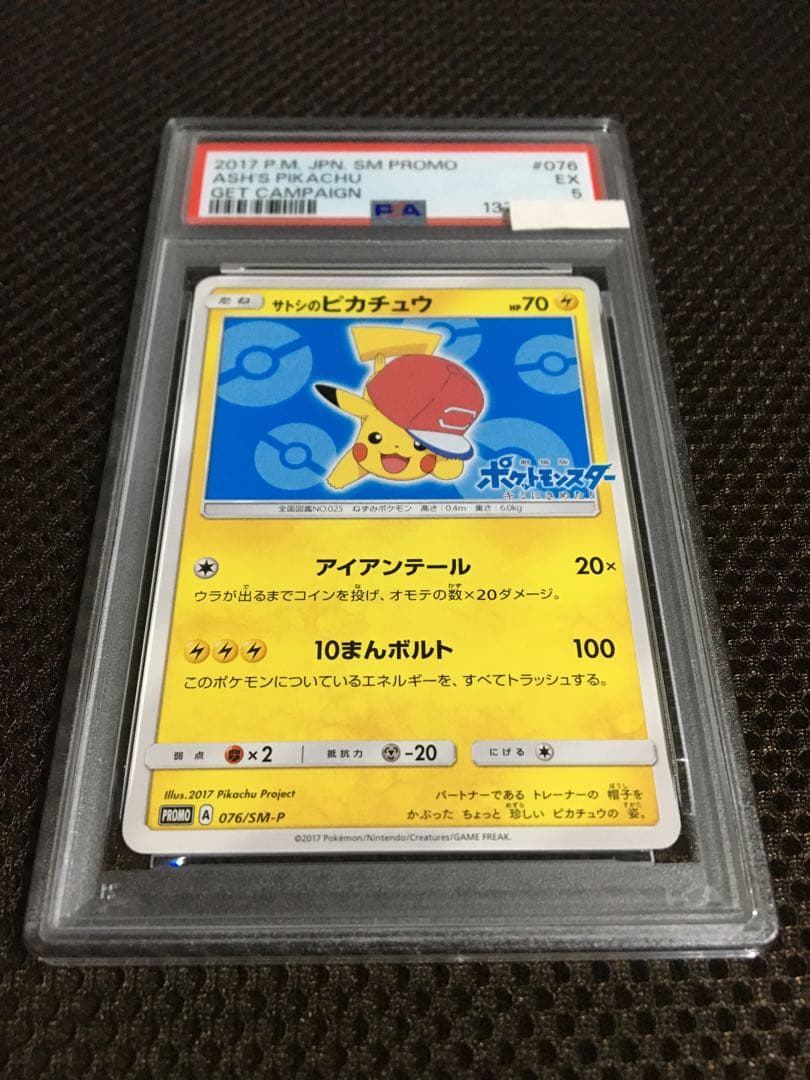 2017 P.M. JPN. SM PROMO #076
ASH'S PIKACHU EX
GET CAMPAIGN 5
PSA
たね サトシのピカチュウ HP70
劇場版
ポケットモンスター
キミにきめた!
全国図鑑NO.025 ねずみポケモン 高さ:0.4m 重さ:6.0kg
アイアンテール 20×
ウラが出るまでコインを投げ、オモテの数×20ダメージ。
10まんボルト 100
このポケモンについているエネルギーを、すべてトラッシュする。
弱点 ×2 抵抗力 -20 にげる
Illus.2017 Pikachu Project
パートナーである トレーナーの 帽子を
かぶった ちょっと 珍しい ピカチュウの 姿。
PROMO A 076/SM-P
©2017 Pokémon/Nintendo/Creatures/GAME FREAK.